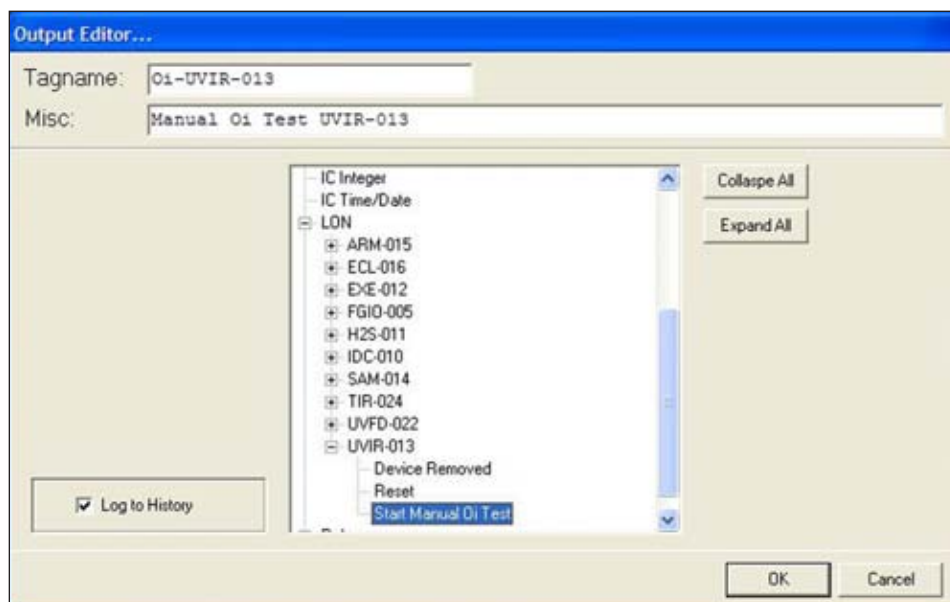 Output Editor...
Tagname: Oi-UVIR-013
Misc: Manual Oi Test UVIR-013
IC Integer
IC Time/Date
LON
ARM-015
ECL-016
EXE-012
FGIO-005
H2S-011
IDC-010
SAM-014
TIR-024
UVFD-022
UVIR-013
Device Removed
Reset
Start Manual Oi Test
Collaspe All
Expand All
Log to History
OK
Cancel